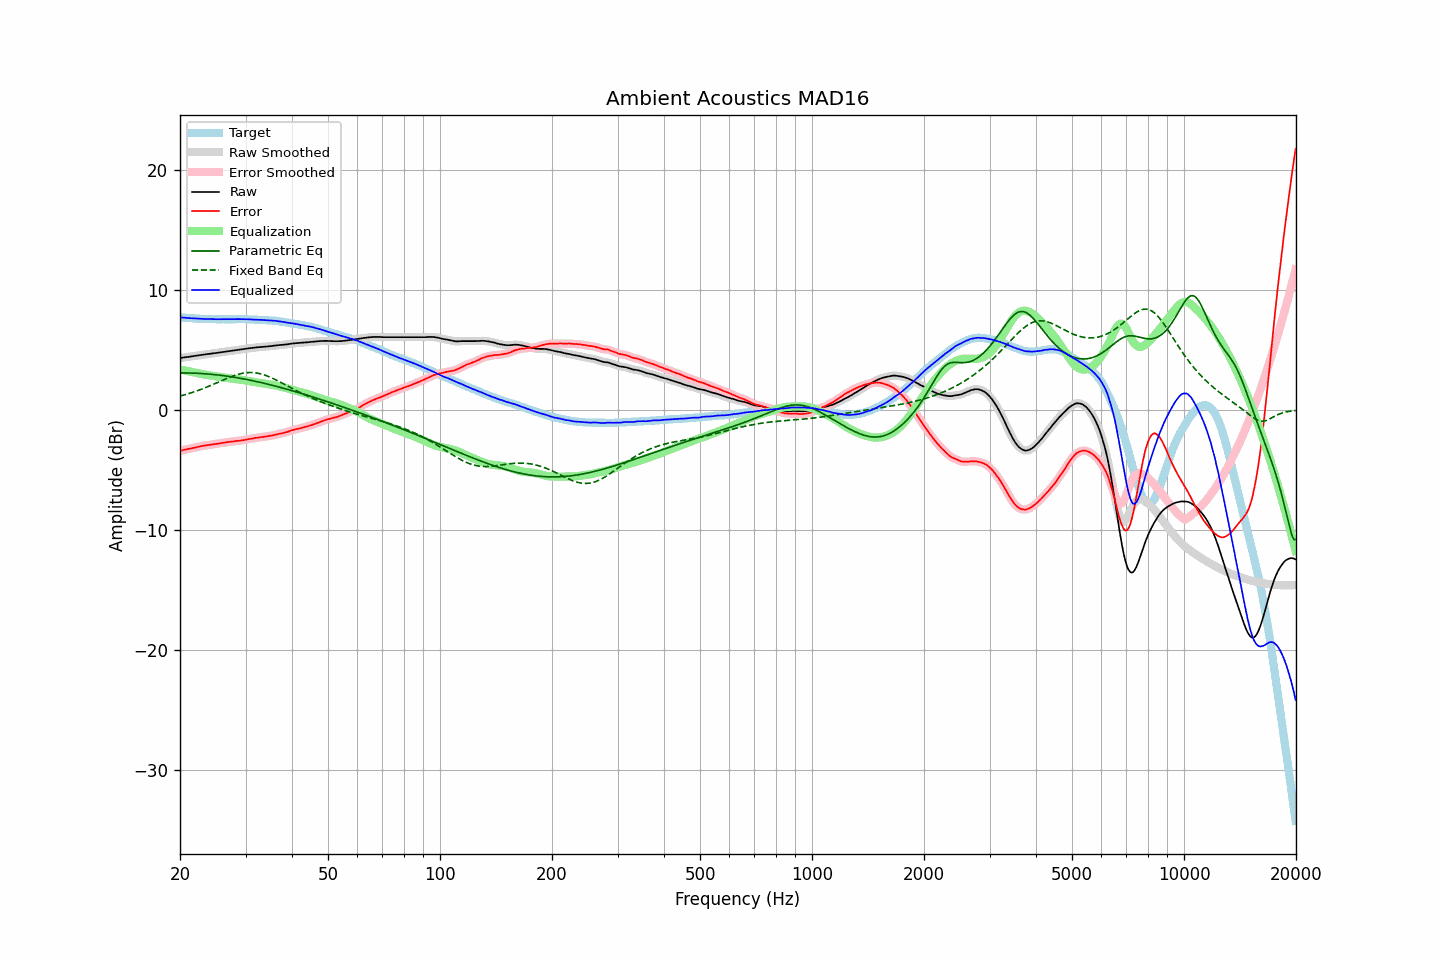 Ambient Acoustics MAD16
Target
Raw Smoothed
Error Smoothed
Raw
Error
Equalization
Parametric Eq
Fixed Band Eq
Equalized
Amplitude (dBr)
20
10
0
−10
−20
−30
20 50 100 200 500 1000 2000 5000 10000 20000
Frequency (Hz)